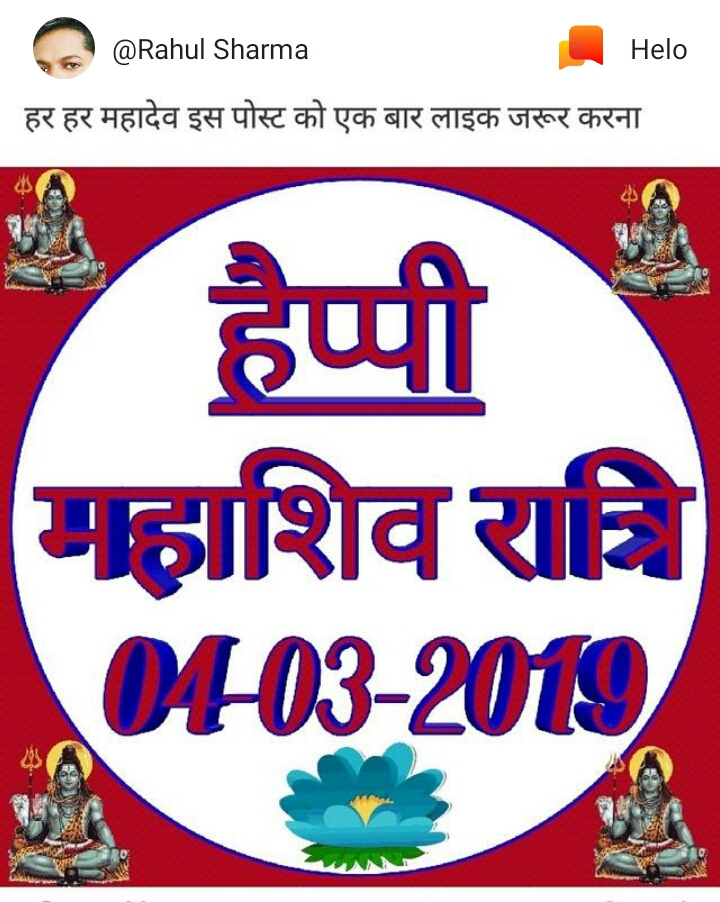 @Rahul Sharma
Helo
हर हर महादेव इस पोस्ट को एक बार लाइक जरूर करना
हैप्पी
महाशिव रात्रि
04-03-2019